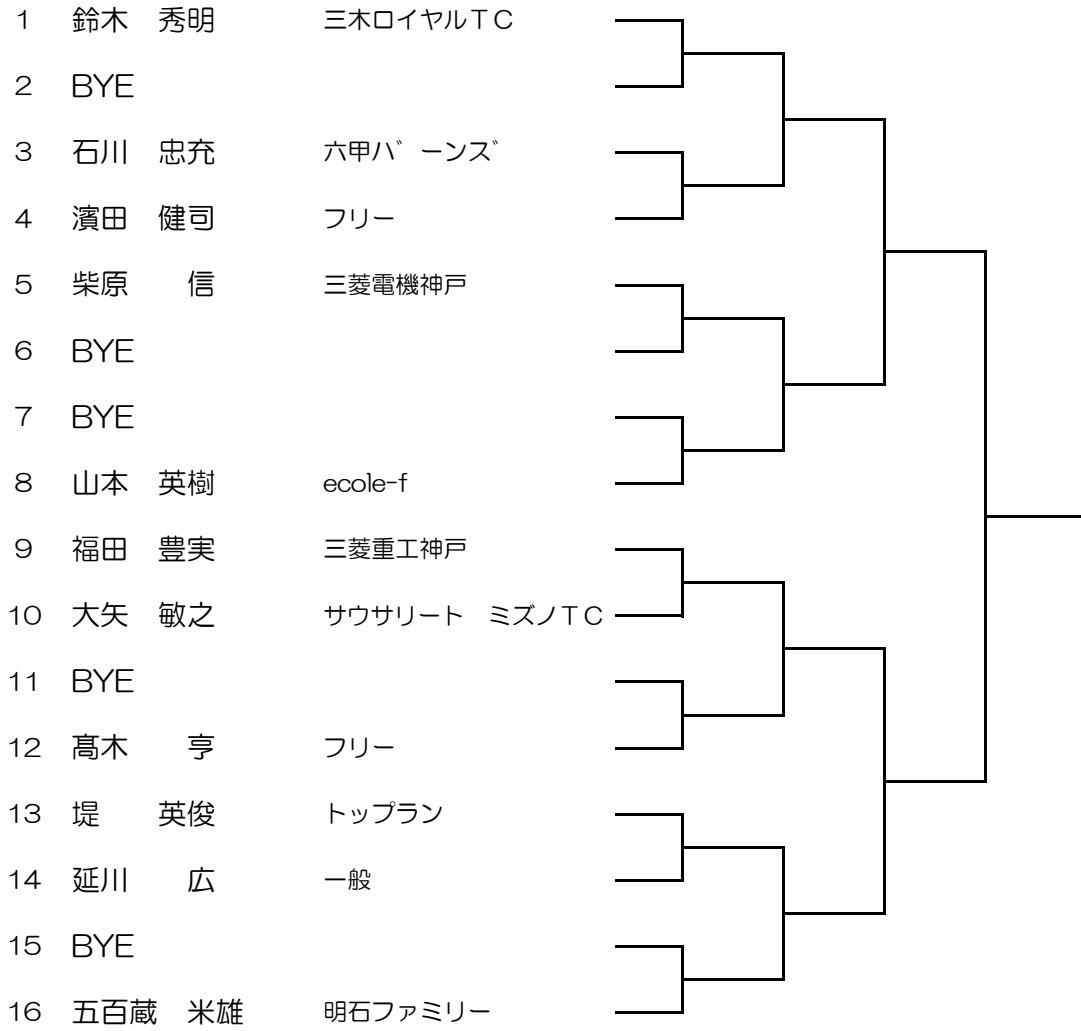 1 鈴木 秀明 三木ロイヤルTC
2 BYE
3 石川 忠充 六甲バーンズ
4 濱田 健司 フリー
5 柴原 信 三菱電機神戸
6 BYE
7 BYE
8 山本 英樹 ecole-f
9 福田 豊実 三菱重工神戸
10 大矢 敏之 サウサリート ミズノTC
11 BYE
12 髙木 亨 フリー
13 堤 英俊 トップラン
14 延川 広 一般
15 BYE
16 五百蔵 米雄 明石ファミリー